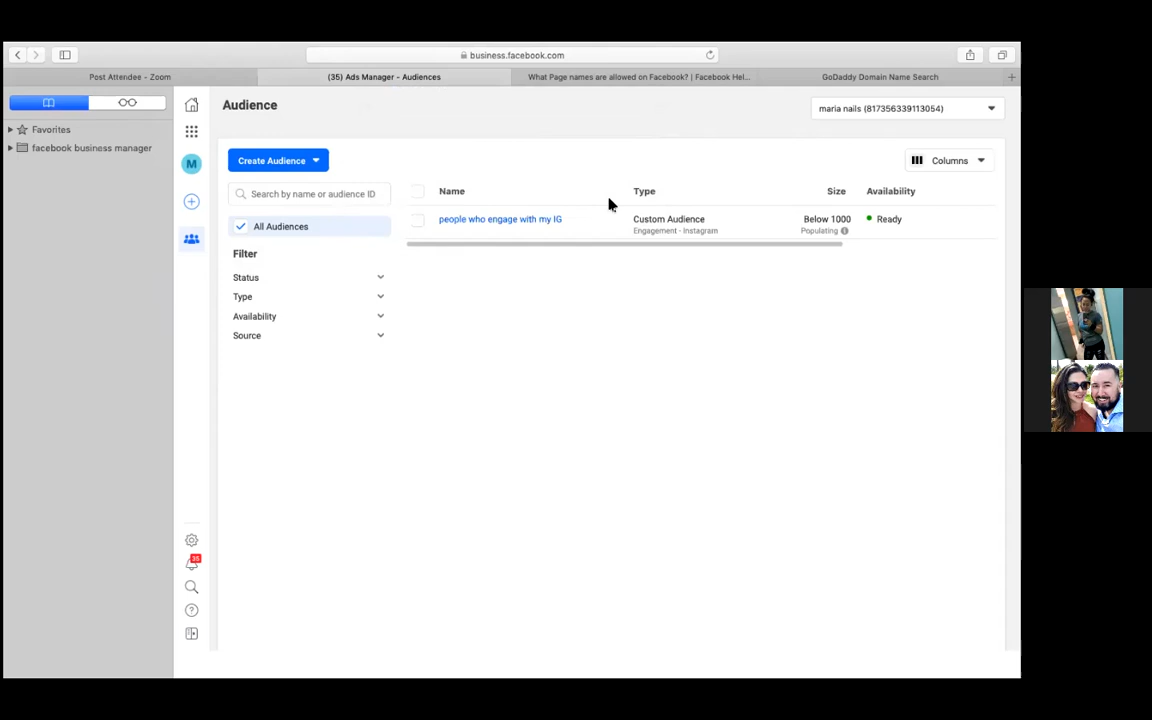 business.facebook.com
Post Attendee - Zoom
(35) Ads Manager - Audiences
What Page names are allowed on Facebook? | Facebook Hel...
GoDaddy Domain Name Search
Favorites
facebook business manager
Audience
maria nails (817356339113054)
M
Create Audience
Columns
Search by name or audience ID
Name
Type
Size
Availability
All Audiences
people who engage with my IG
Custom Audience
Below 1000
Ready
Engagement - Instagram
Populating
Filter
Status
Type
Availability
Source
35